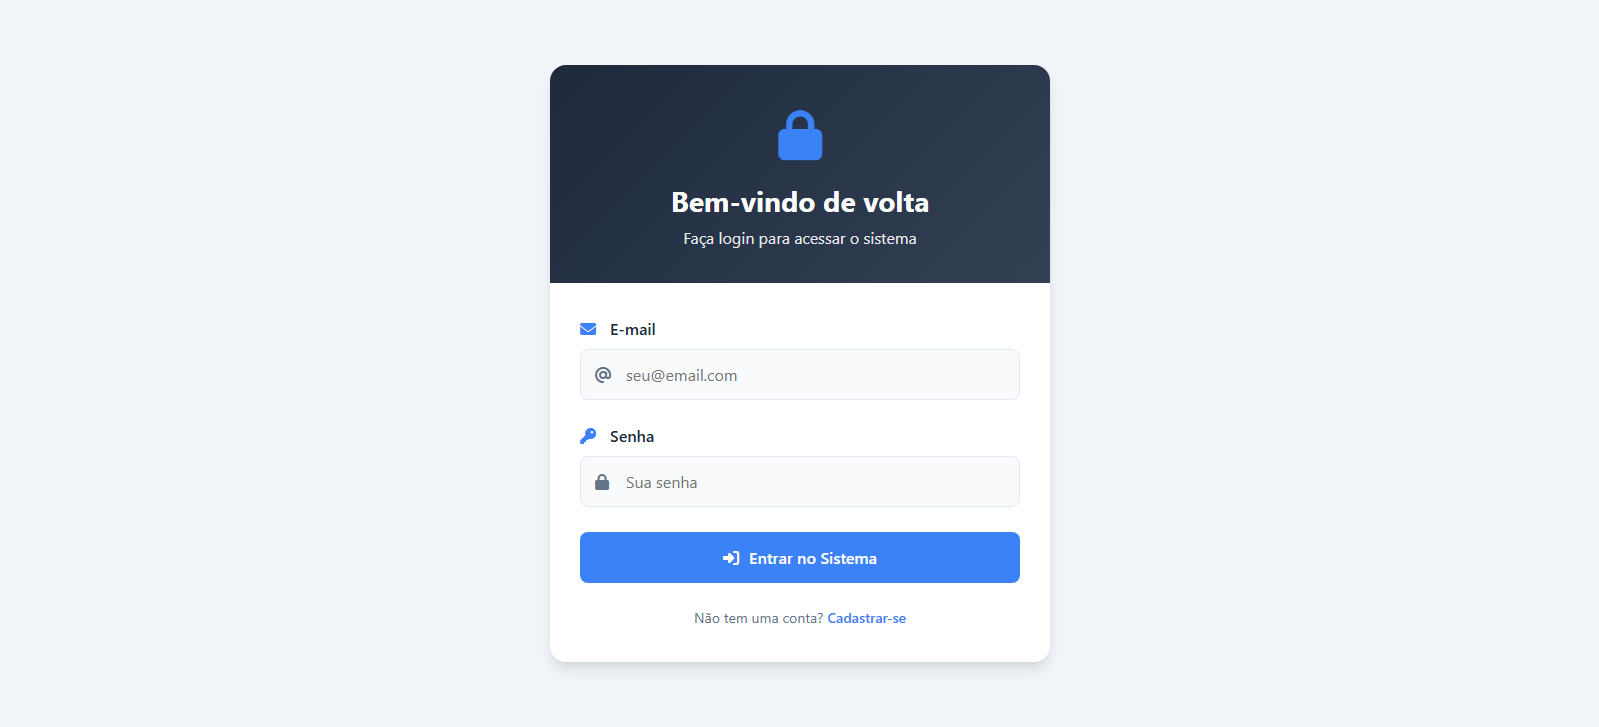 Bem-vindo de volta
Faça login para acessar o sistema
E-mail
seu@email.com
Senha
Sua senha
Entrar no Sistema
Não tem uma conta? Cadastrar-se